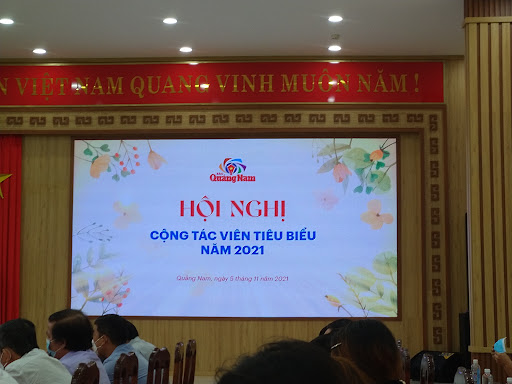 N VIỆT NAM QUANG VINH MUÔN NĂM !
BÁO
Quảng Nam
HỘI NGHỊ
CỘNG TÁC VIÊN TIÊU BIỂU
NĂM 2021
Quảng Nam, ngày 5 tháng 11 năm 2021